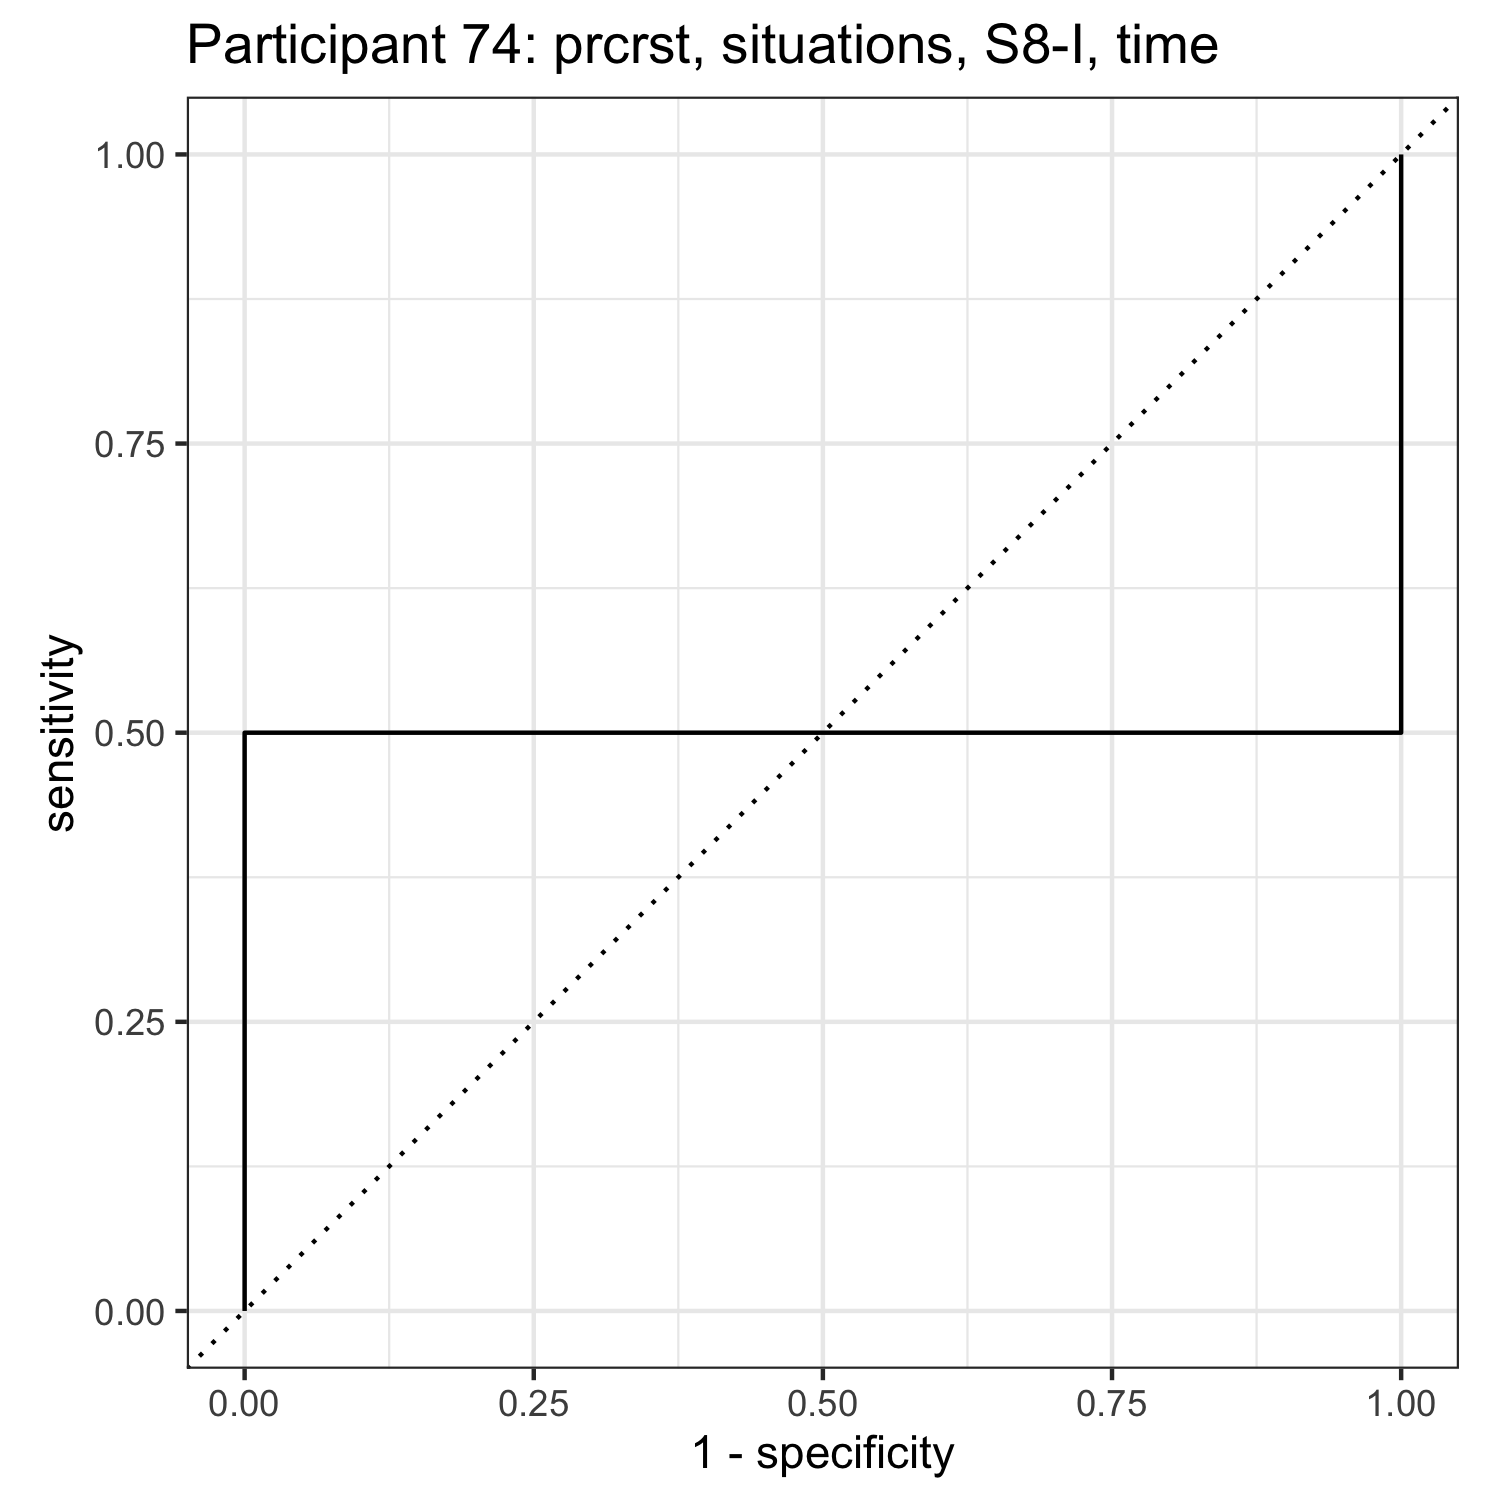 Participant 74: prcrst, situations, S8-I, time
1.00
0.75
0.50
0.25
0.00
sensitivity
0.00 0.25 0.50 0.75 1.00
1 - specificity